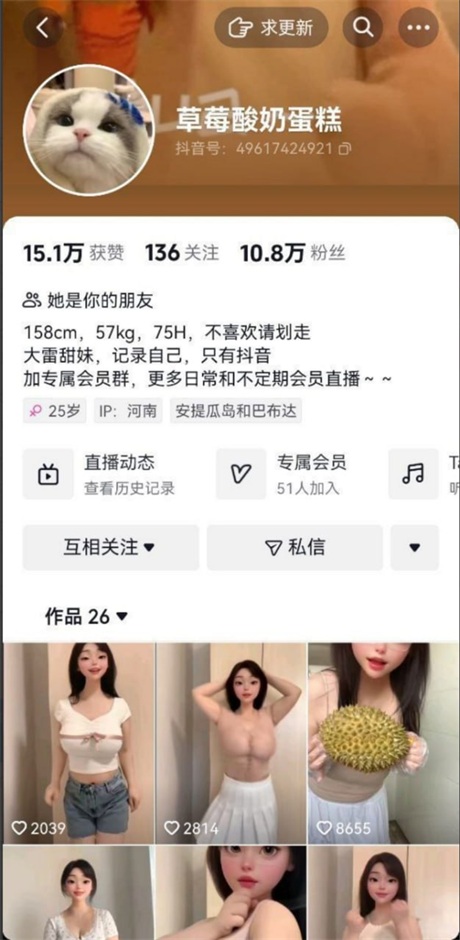 求更新
草莓酸奶蛋糕
抖音号：49617424921
15.1万 获赞 136 关注 10.8万 粉丝
她是你的朋友
158cm，57kg，75H，不喜欢请划走
大雷甜妹，记录自己，只有抖音
加专属会员群，更多日常和不定期会员直播~ ~
25岁 IP：河南 安提瓜岛和巴布达
直播动态 专属会员
查看历史记录 51人加入 听
互相关注 私信
作品 26
2039 2814 8655